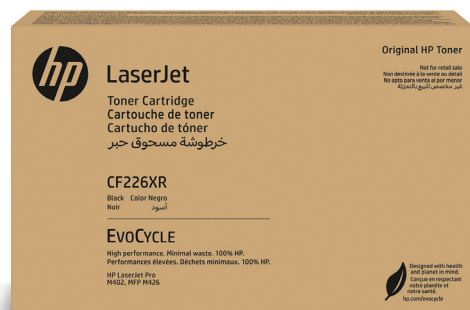 hp
LaserJet
Toner Cartridge
Cartouche de toner
Cartucho de tóner
خرطوشة مسحوق حبر
CF226XR
Black Color Negro
Noir أسود
EVOCYCLE
High performance. Minimal waste. 100% HP.
Performances élevées. Déchets minimaux. 100% HP.
HP LaserJet Pro
M402, MFP M426
Original HP Toner
Not for retail sale
Non destinée à la vente au detail
No apto para venta al por menor
غير مخصص للبيع بالتجزئة
Designed with health
and planet in mind.
Conçue en respectant
notre planète et
notre santé.
hp.com/evocycle